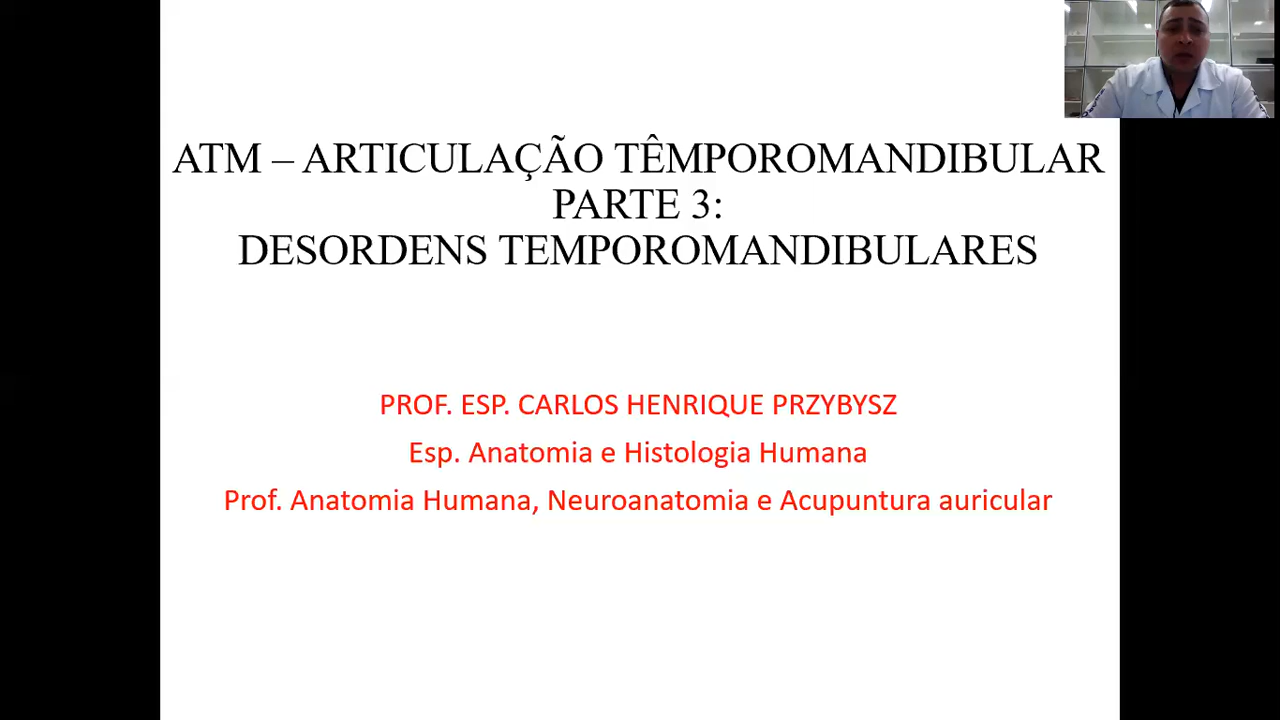 ATM – ARTICULAÇÃO TÊMPOROMANDIBULAR
PARTE 3:
DESORDENS TEMPOROMANDIBULARES
PROF. ESP. CARLOS HENRIQUE PRZYBYSZ
Esp. Anatomia e Histologia Humana
Prof. Anatomia Humana, Neuroanatomia e Acupuntura auricular